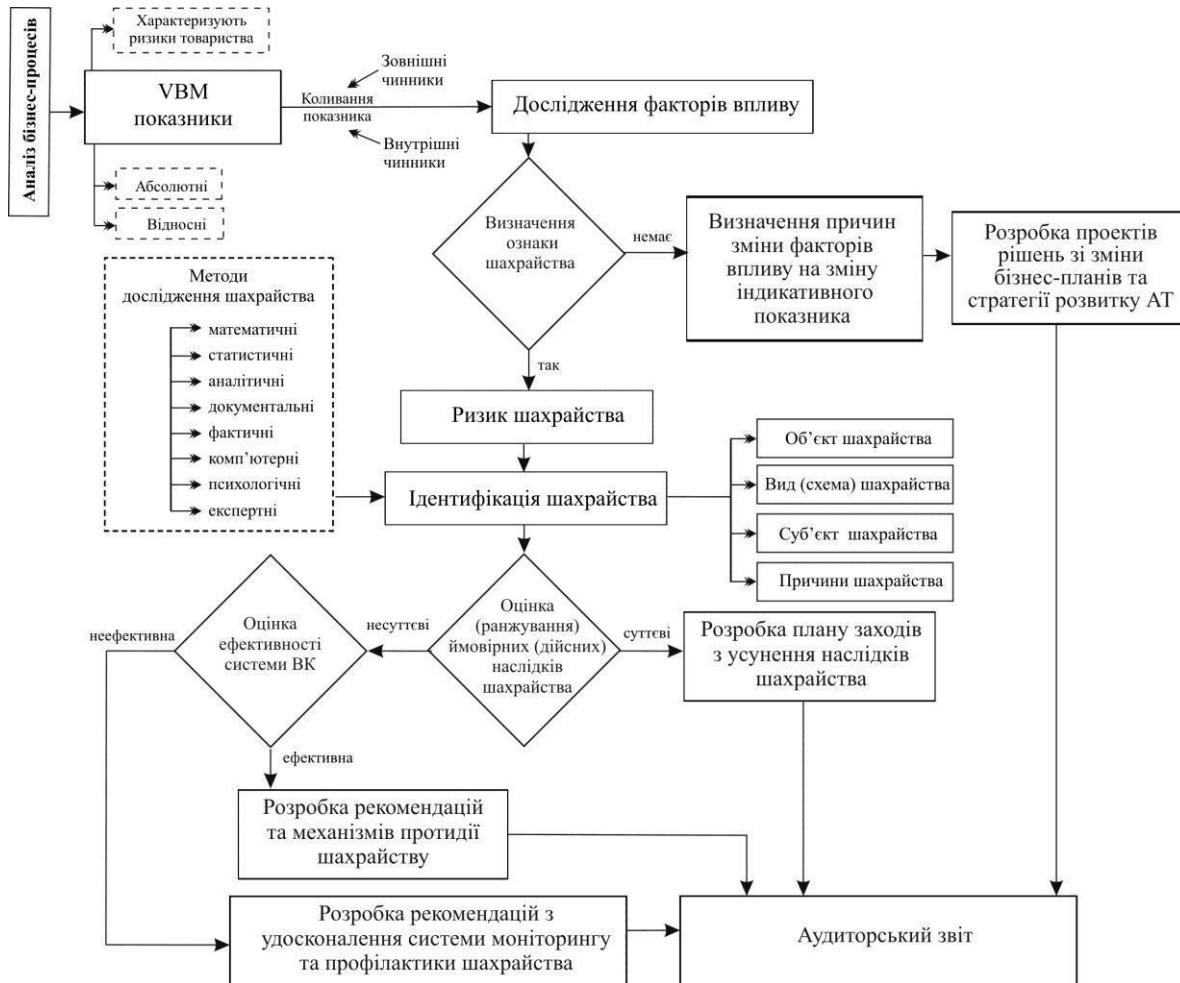 Аналіз бізнес-процесів
Характеризують
ризики товариства
VBM
показники
Абсолютні
Відносні
Зовнішні
чинники
Коливання
показника
Внутрішні
чинники
Дослідження факторів впливу
Визначення
ознаки
шахрайства
немає
Визначення причин
зміни факторів
впливу на зміну
індикативного
показника
Розробка проектів
рішень зі зміни
бізнес-планів та
стратегії розвитку АТ
так
Методи
дослідження шахрайства
математичні
статистичні
аналітичні
документальні
фактичні
комп’ютерні
психологічні
експертні
Ризик шахрайства
Ідентифікація шахрайства
Об’єкт шахрайства
Вид (схема) шахрайства
Суб’єкт шахрайства
Причини шахрайства
Оцінка
(ранжування)
ймовірних (дійсних)
наслідків
шахрайства
несуттєві
суттєві
Оцінка
ефективності
системи ВК
неефективна
ефективна
Розробка плану заходів
з усунення наслідків
шахрайства
Розробка рекомендацій
та механізмів протидії
шахрайству
Розробка рекомендацій з
удосконалення системи моніторингу
та профілактики шахрайства
Аудиторський звіт